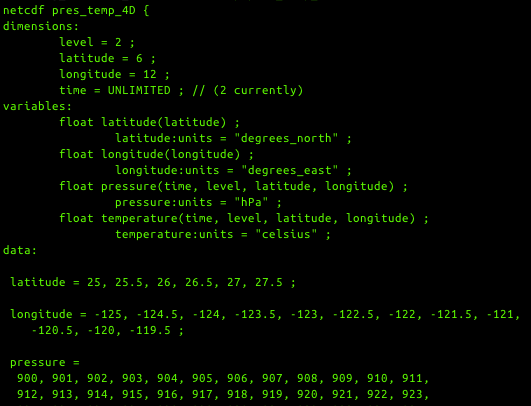 netcdf pres_temp_4D {
dimensions:
level = 2 ;
latitude = 6 ;
longitude = 12 ;
time = UNLIMITED ; // (2 currently)
variables:
float latitude(latitude) ;
latitude:units = "degrees_north" ;
float longitude(longitude) ;
longitude:units = "degrees_east" ;
float pressure(time, level, latitude, longitude) ;
pressure:units = "hPa" ;
float temperature(time, level, latitude, longitude) ;
temperature:units = "celsius" ;
data:
latitude = 25, 25.5, 26, 26.5, 27, 27.5 ;
longitude = -125, -124.5, -124, -123.5, -123, -122.5, -122, -121.5, -121,
-120.5, -120, -119.5 ;
pressure =
900, 901, 902, 903, 904, 905, 906, 907, 908, 909, 910, 911,
912, 913, 914, 915, 916, 917, 918, 919, 920, 921, 922, 923,